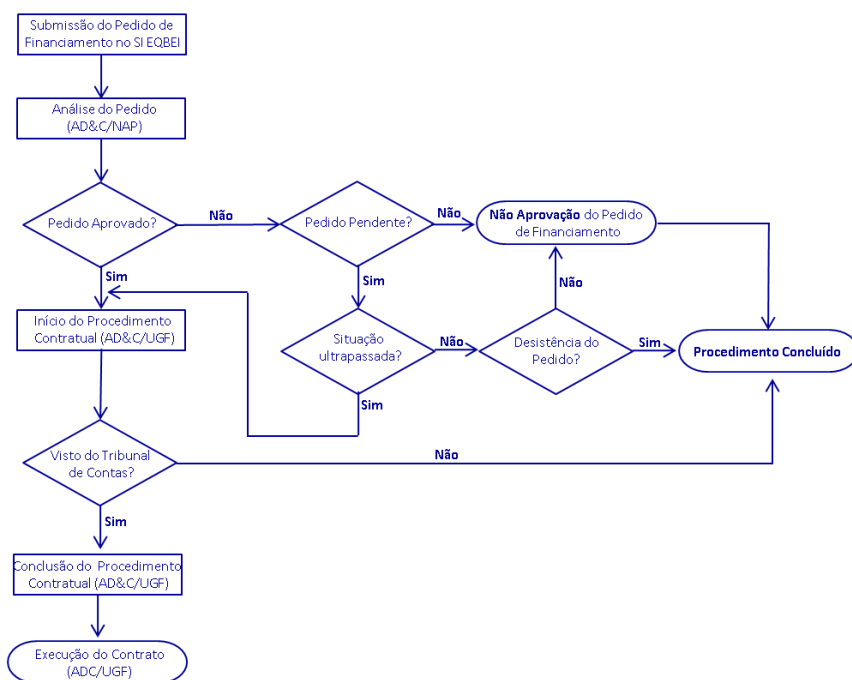 Submissão do Pedido de
Financiamento no SI EQBEI
Análise do Pedido
(AD&C/NAP)
Pedido Aprovado?
Não
Pedido Pendente?
Não
Não Aprovação do Pedido
de Financiamento
Sim
Sim
Não
Início do Procedimento
Contratual (AD&C/UGF)
Situação
ultrapassada?
Não
Desistência do
Pedido?
Sim
Procedimento Concluído
Sim
Visto do Tribunal
de Contas?
Não
Sim
Conclusão do Procedimento
Contratual (AD&C/UGF)
Execução do Contrato
(ADC/UGF)